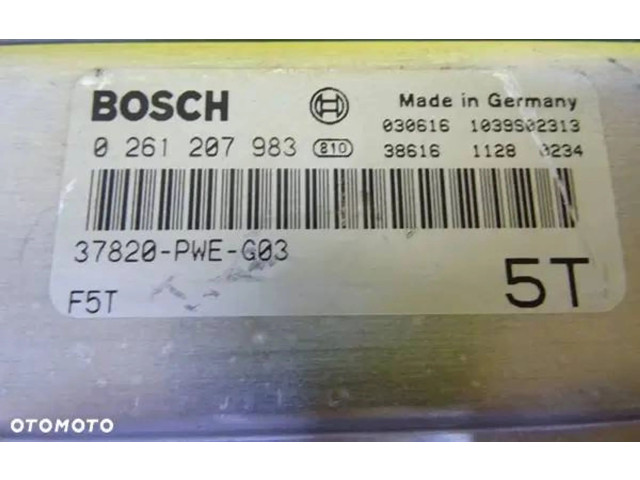 BOSCH
Made in Germany
030616 1039S02313
0 261 207 983 810
38616 1128 0234
37820-PWE-G03
F5T
5T
OTOMOTO